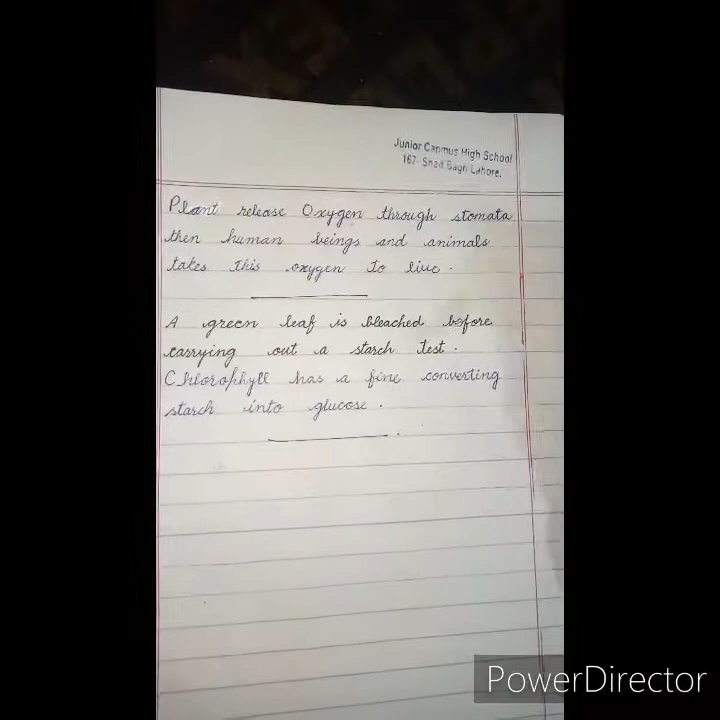 Junior Capmus High School
167- Shad Bagh Lahore.
Plant release Oxygen through stomata
then human beings and animals
takes this oxygen to live.
A green leaf is bleached before
carrying out a starch test.
Chlorophyll has a fine converting
starch into glucose.
PowerDirector